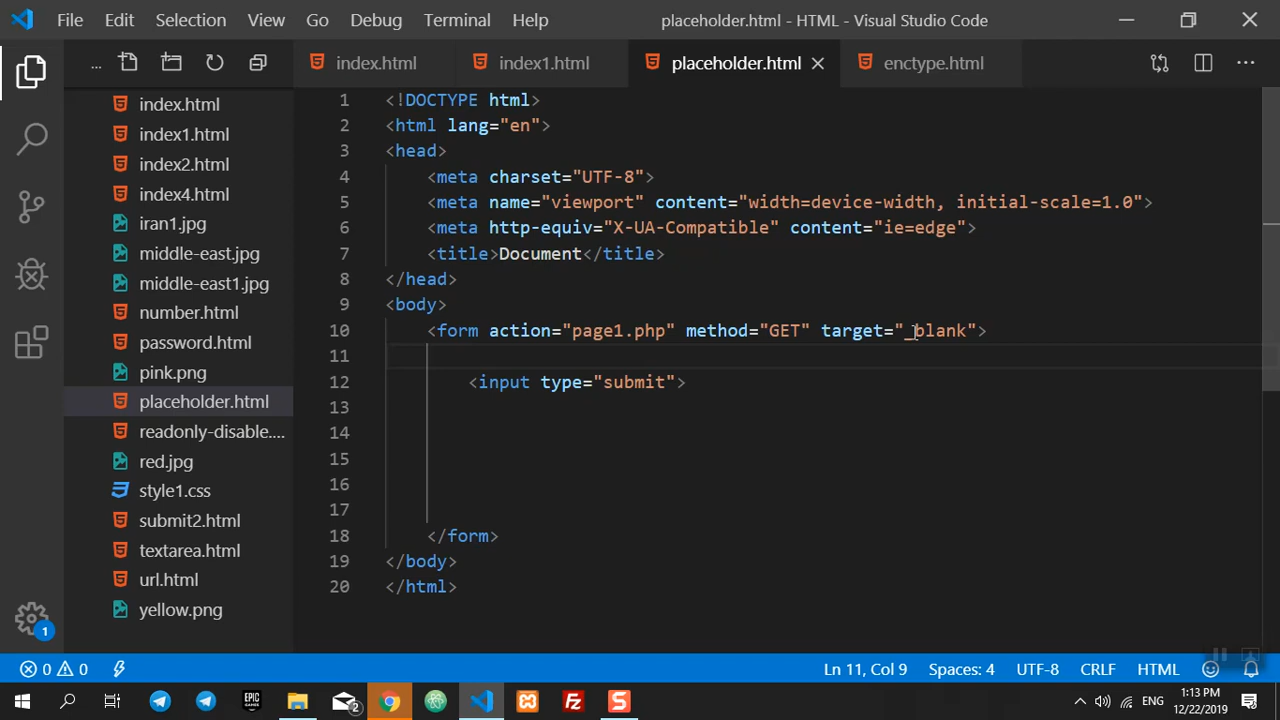 File Edit Selection View Go Debug Terminal Help placeholder.html - HTML - Visual Studio Code
... index.html index1.html placeholder.html enctype.html ...
index.html
index1.html
index2.html
index4.html
iran1.jpg
middle-east.jpg
middle-east1.jpg
number.html
password.html
pink.png
placeholder.html
readonly-disable....
red.jpg
style1.css
submit2.html
textarea.html
url.html
yellow.png
1 <!DOCTYPE html>
2 <html lang="en">
3 <head>
4 <meta charset="UTF-8">
5 <meta name="viewport" content="width=device-width, initial-scale=1.0">
6 <meta http-equiv="X-UA-Compatible" content="ie=edge">
7 <title>Document</title>
8 </head>
9 <body>
10 <form action="page1.php" method="GET" target="_blank">
11
12 <input type="submit">
13
14
15
16
17
18 </form>
19 </body>
20 </html>
1
0 0 Ln 11, Col 9 Spaces: 4 UTF-8 CRLF HTML
EPIC GAMES 2 Fz S ENG 1:13 PM
12/22/2019